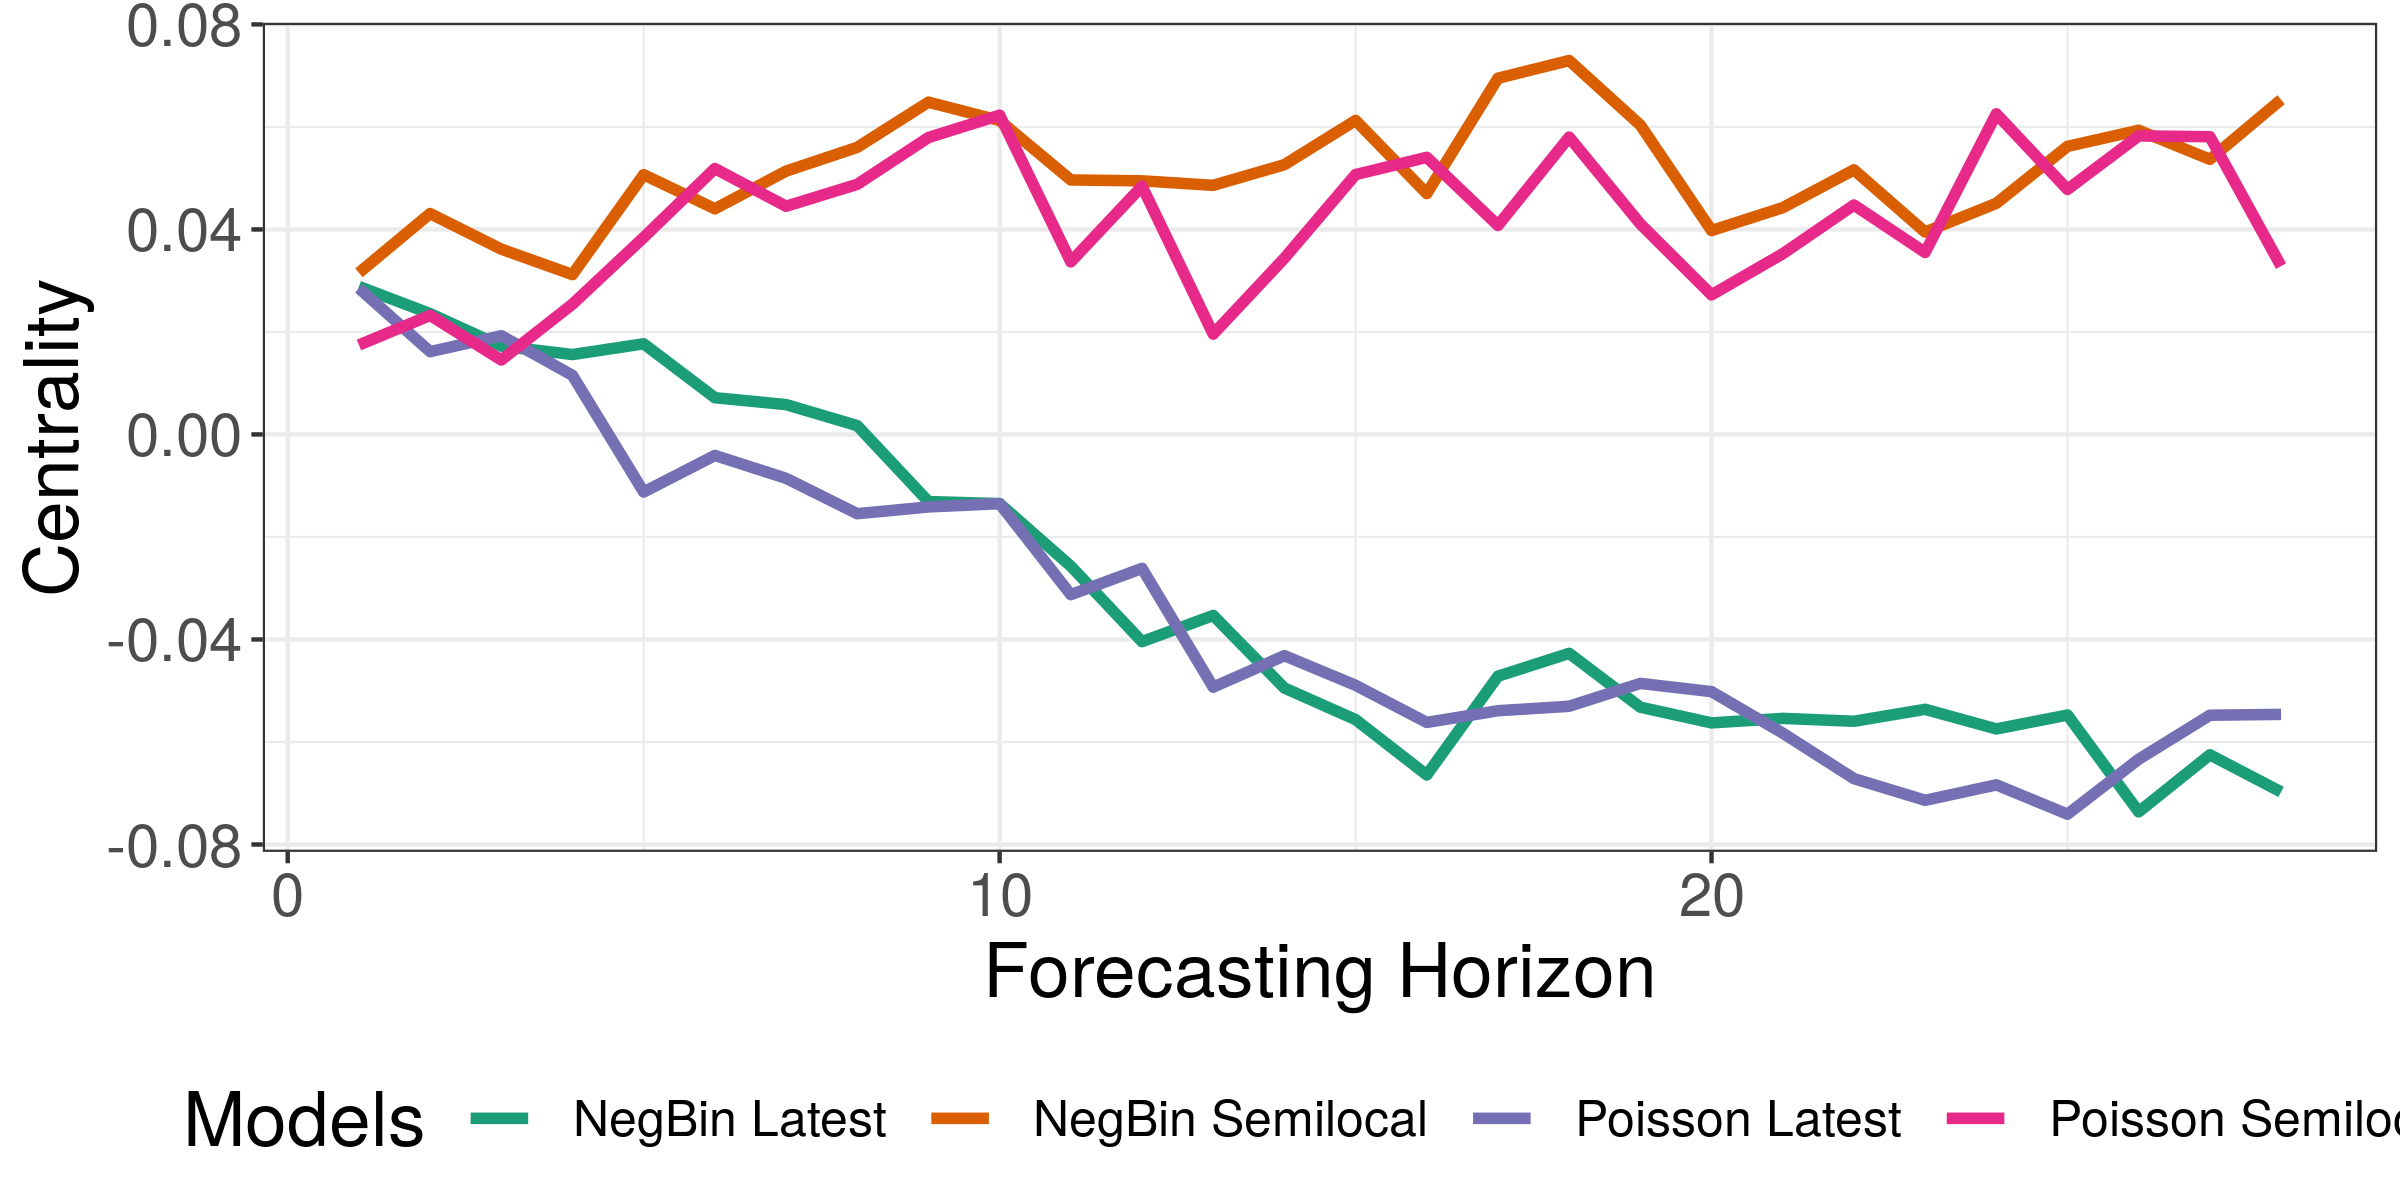 0.08
0.04
0.00
-0.04
-0.08
Centrality
0 10 20
Forecasting Horizon
Models NegBin Latest NegBin Semilocal Poisson Latest Poisson